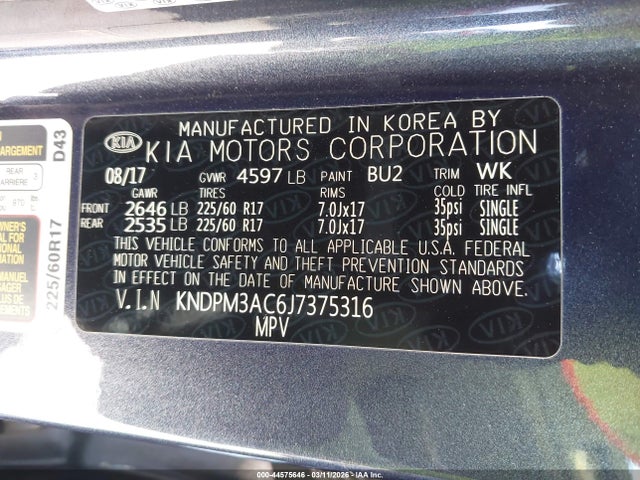 MANUFACTURED IN KOREA BY
KIA KIA MOTORS CORPORATION
08/17 GVWR 4597 LB PAINT BU2 TRIM WK
GAWR TIRES RIMS COLD TIRE INFL
FRONT 2646 LB 225/60 R17 7.0Jx17 35psi SINGLE
REAR 2535 LB 225/60 R17 7.0Jx17 35psi SINGLE
THIS VEHICLE CONFORMS TO ALL APPLICABLE U.S.A. FEDERAL
MOTOR VEHICLE SAFETY AND THEFT PREVENTION STANDARDS
IN EFFECT ON THE DATE OF MANUFACTURE SHOWN ABOVE.
V.I.N KNDPM3AC6J7375316
MPV
D43
225/60R17
REAR
000-44575646 - 03/11/2026 - IAA, Inc.